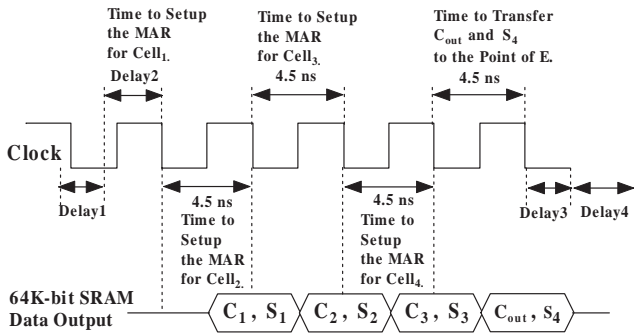 Time to Setup
the MAR
for Cell1.
Delay2
Time to Setup
the MAR
for Cell3.
4.5 ns
Time to Transfer
Cout and S4
to the Point of E.
4.5 ns
Clock
Delay1
4.5 ns
Time to
Setup
the MAR
for Cell2.
4.5 ns
Time to
Setup
the MAR
for Cell4.
Delay3
Delay4
64K-bit SRAM
Data Output
C1 , S1
C2 , S2
C3 , S3
Cout , S4